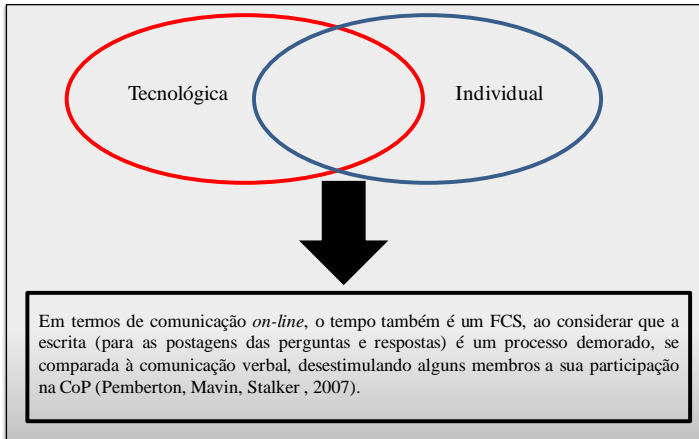 Tecnológica
Individual
Em termos de comunicação on-line, o tempo também é um FCS, ao considerar que a
escrita (para as postagens das perguntas e respostas) é um processo demorado, se
comparada à comunicação verbal, desestimulando alguns membros a sua participação
na CoP (Pemberton, Mavin, Stalker , 2007).